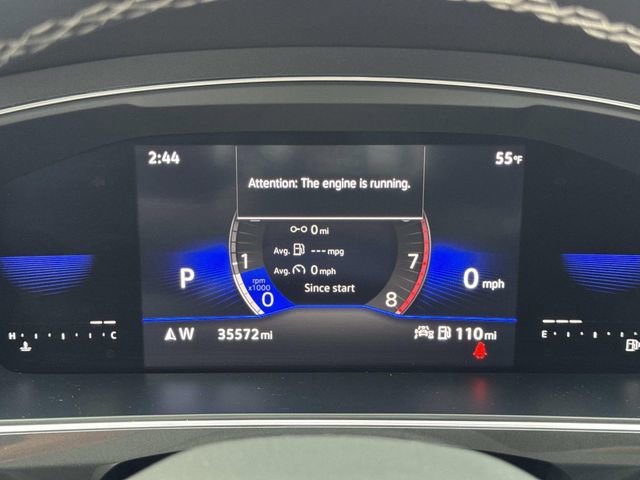 2:44
55°F
Attention: The engine is running.
0 mi
Avg. --- mpg
Avg. 0 mph
Since start
1
7
P
rpm
x1000
0
8
0 mph
H C
W 35572 mi
110 mi
E